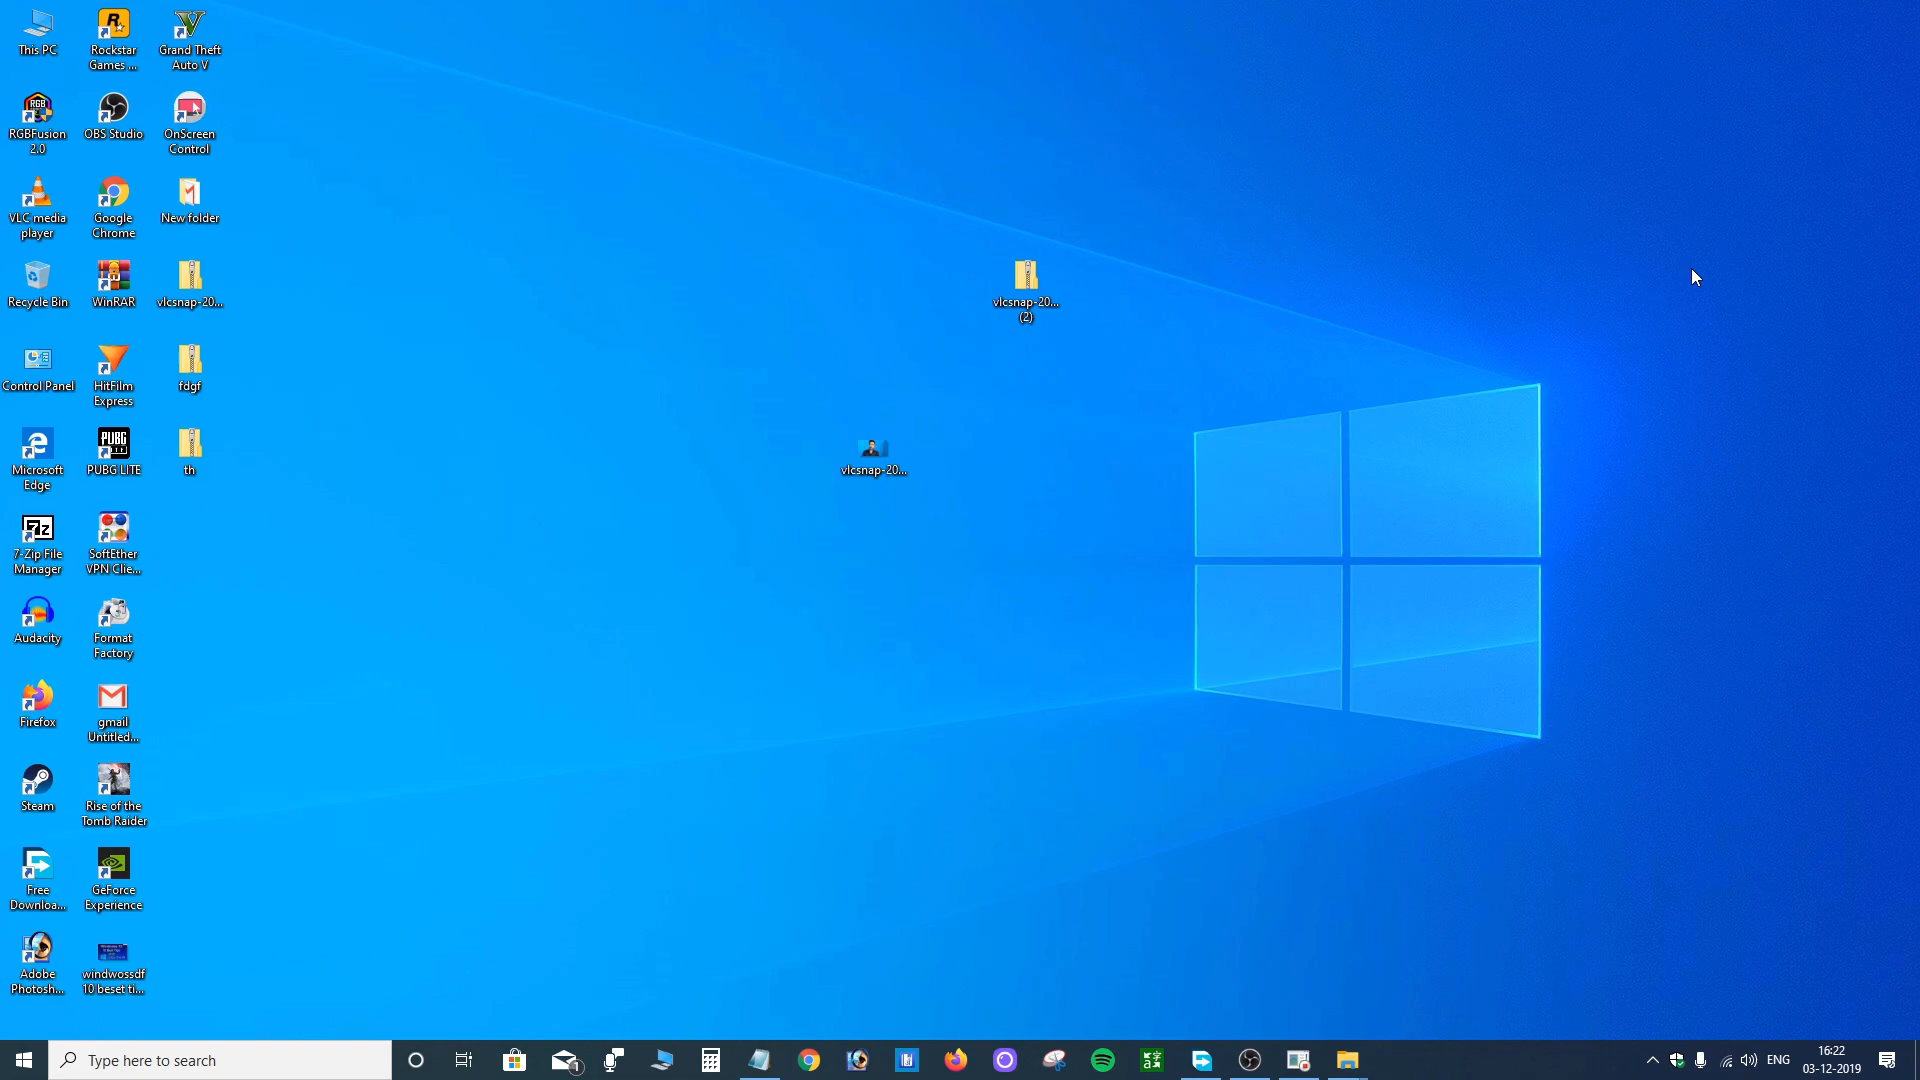 This PC
Rockstar
Games ...
Grand Theft
Auto V
RGB
RGBFusion
2.0
OBS Studio
OnScreen
Control
VLC media
player
Google
Chrome
New folder
Recycle Bin
WinRAR
vlcsnap-20...
vlcsnap-20...
(2)
Control Panel
HitFilm
Express
fdgf
Microsoft
Edge
PUBG
PUBG LITE
th
vlcsnap-20...
7z
7-Zip File
Manager
SoftEther
VPN Clie...
Audacity
Format
Factory
Firefox
gmail
Untitled...
Steam
Rise of the
Tomb Raider
Free
Downloa...
GeForce
Experience
Adobe
Photosh...
windwossdf
10 beset ti...
Type here to search
1
ENG
16:22
03-12-2019